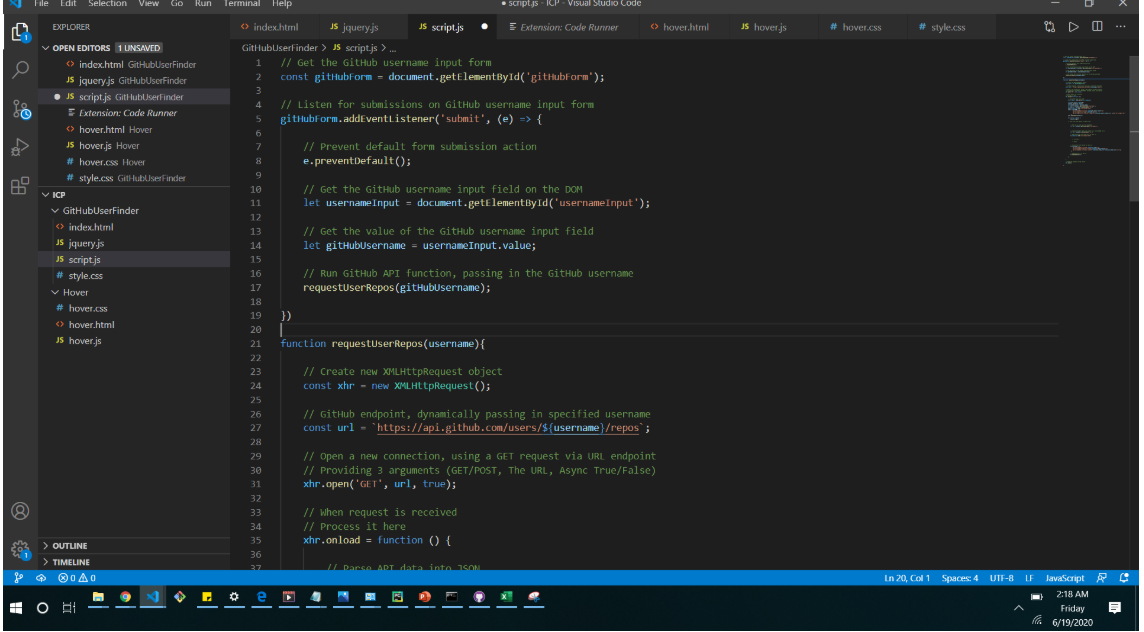 File Edit Selection View Go Run Terminal Help
● script.js - ICP - Visual Studio Code
EXPLORER
index.html
JS jquery.js
JS script.js ●
Extension: Code Runner
hover.html
JS hover.js
# hover.css
# style.css
OPEN EDITORS 1 UNSAVED
index.html GitHubUserFinder
JS jquery.js GitHubUserFinder
● JS script.js GitHubUserFinder
Extension: Code Runner
hover.html Hover
JS hover.js Hover
# hover.css Hover
# style.css GitHubUserFinder
ICP
GitHubUserFinder
index.html
JS jquery.js
JS script.js
# style.css
Hover
# hover.css
hover.html
JS hover.js
OUTLINE
TIMELINE
GitHubUserFinder > JS script.js > ...
1 // Get the GitHub username input form
2 const gitHubForm = document.getElementById('gitHubForm');
3
4 // Listen for submissions on GitHub username input form
5 gitHubForm.addEventListener('submit', (e) => {
6
7 // Prevent default form submission action
8 e.preventDefault();
9
10 // Get the GitHub username input field on the DOM
11 let usernameInput = document.getElementById('usernameInput');
12
13 // Get the value of the GitHub username input field
14 let gitHubUsername = usernameInput.value;
15
16 // Run GitHub API function, passing in the GitHub username
17 requestUserRepos(gitHubUsername);
18
19 })
20
21 function requestUserRepos(username){
22
23 // Create new XMLHttpRequest object
24 const xhr = new XMLHttpRequest();
25
26 // GitHub endpoint, dynamically passing in specified username
27 const url = `https://api.github.com/users/${username}/repos`;
28
29 // Open a new connection, using a GET request via URL endpoint
30 // Providing 3 arguments (GET/POST, The URL, Async True/False)
31 xhr.open('GET', url, true);
32
33 // When request is received
34 // Process it here
35 xhr.onload = function () {
36
37 // Parse API data into JSON
0 0
Ln 20, Col 1 Spaces: 4 UTF-8 LF JavaScript
2:18 AM
Friday
6/19/2020